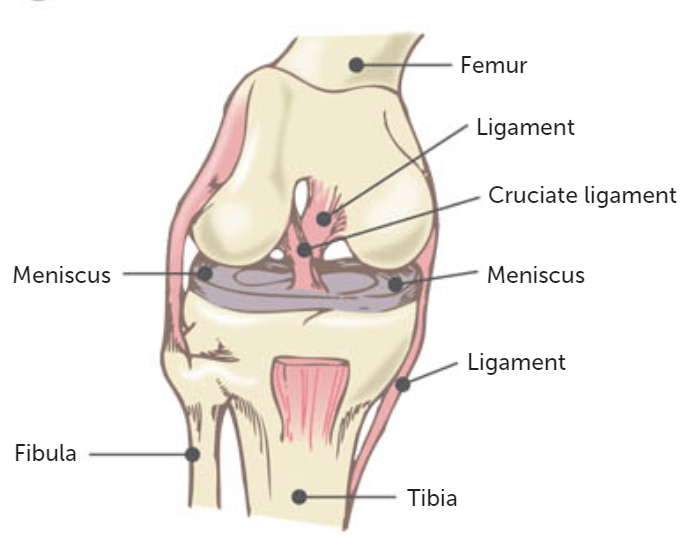 Femur
Ligament
Cruciate ligament
Meniscus
Meniscus
Ligament
Fibula
Tibia